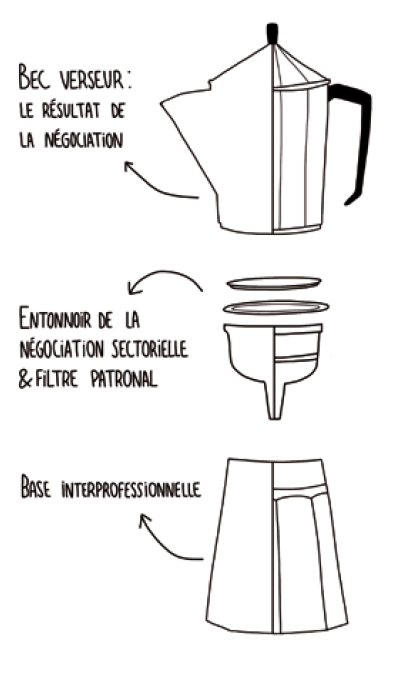 BEC VERSEUR :
LE RÉSULTAT DE
LA NÉGOCIATION
ENTONNOIR DE LA
NÉGOCIATION SECTORIELLE
& FILTRE PATRONAL
BASE INTERPROFESSIONNELLE